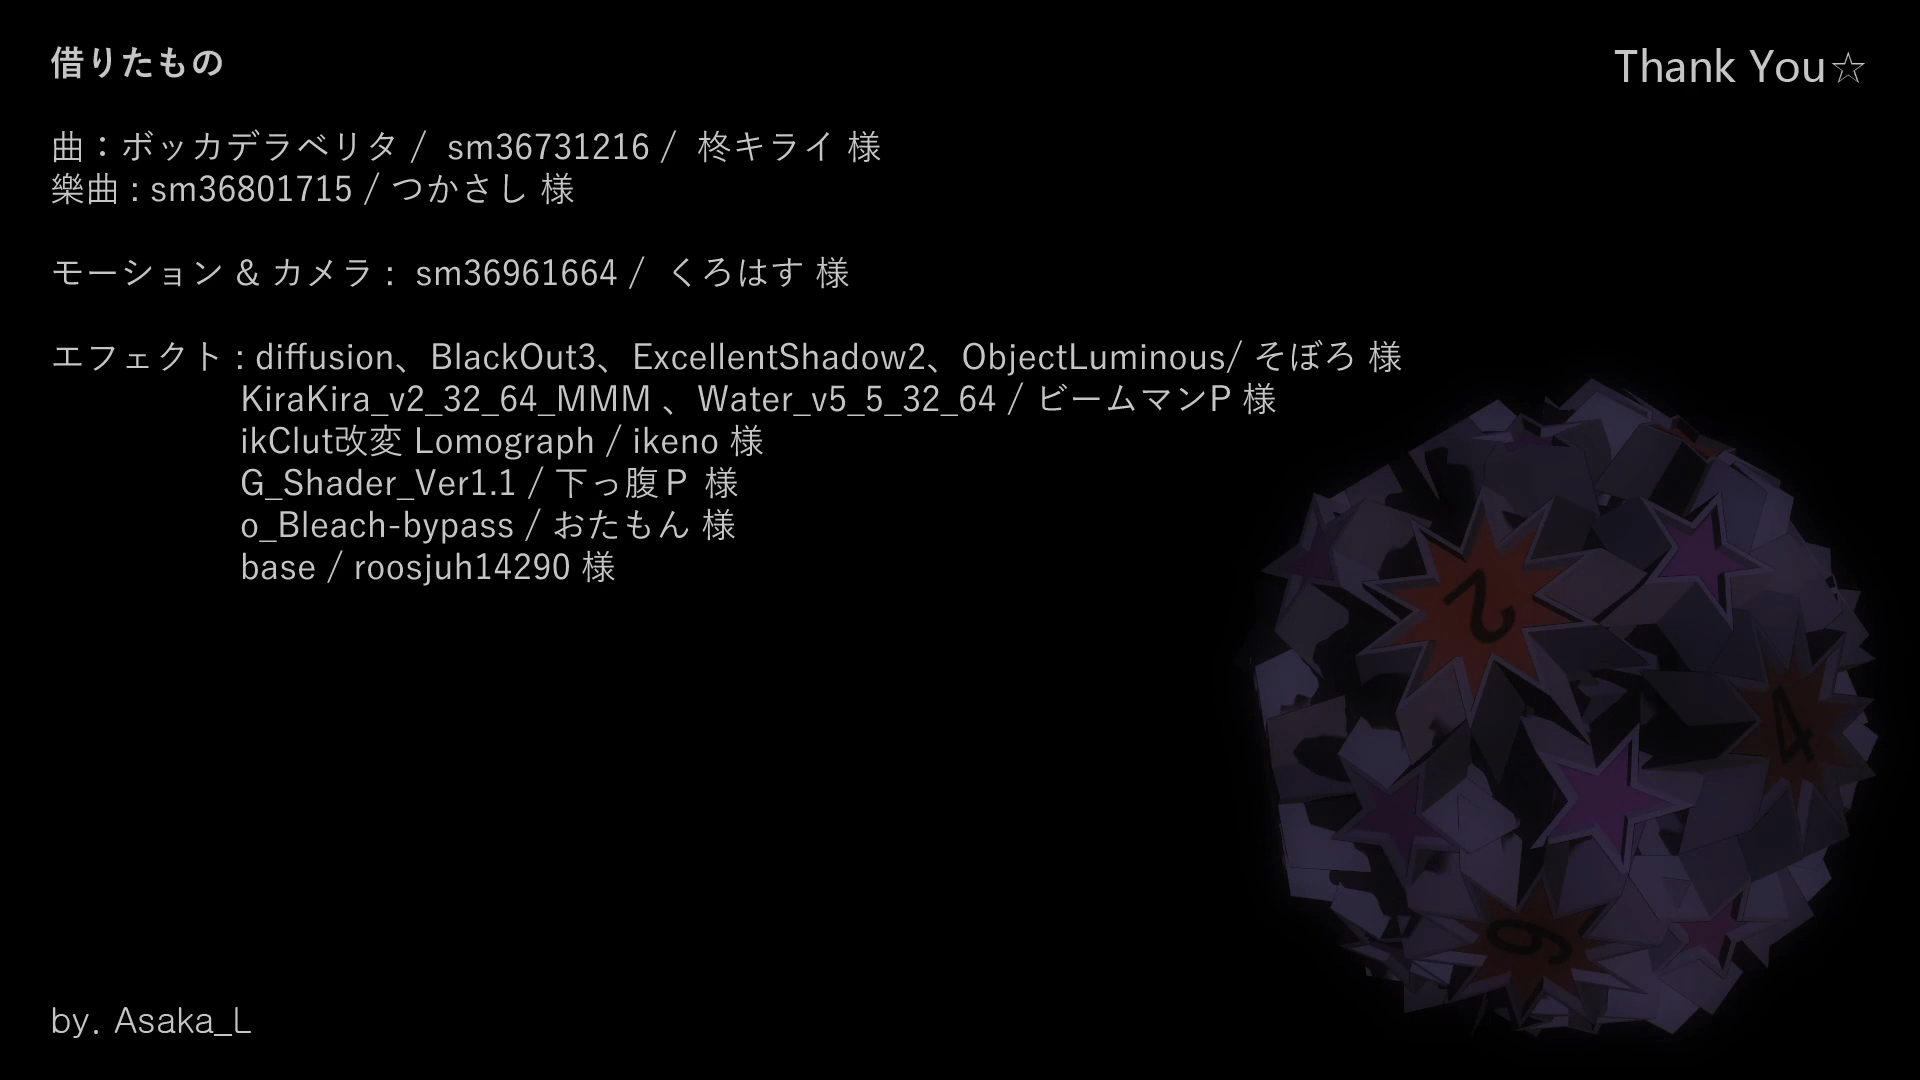 借りたもの
Thank You☆
曲：ボッカデラベリタ / sm36731216 / 柊キライ 様
樂曲 : sm36801715 / つかさし 様
モーション & カメラ : sm36961664 / くろはす 様
エフェクト : diffusion、BlackOut3、ExcellentShadow2、ObjectLuminous/ そぼろ 様
KiraKira_v2_32_64_MMM 、Water_v5_5_32_64 / ビームマンP 様
ikClut改変 Lomograph / ikeno 様
G_Shader_Ver1.1 / 下っ腹Ｐ 様
o_Bleach-bypass / おたもん 様
base / roosjuh14290 様
2
4
6
by. Asaka_L